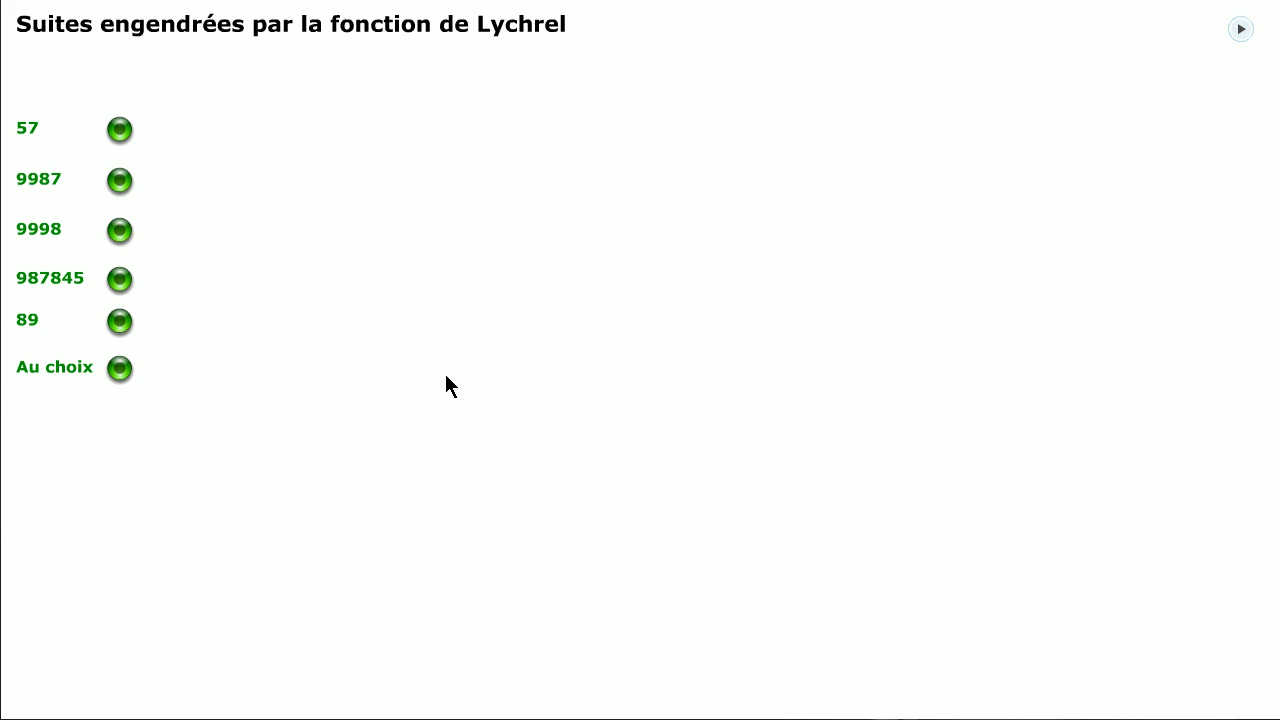 Suites engendrées par la fonction de Lychrel
57
9987
9998
987845
89
Au choix